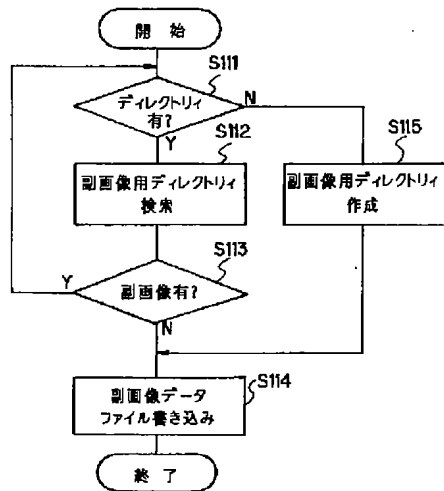 開始
S111
ディレクトリィ
有?
N
Y
S112
S115
副画像用ディレクトリィ
検索
副画像用ディレクトリィ
作成
S113
副画像有?
Y
N
S114
副画像データ
ファイル書き込み
終了